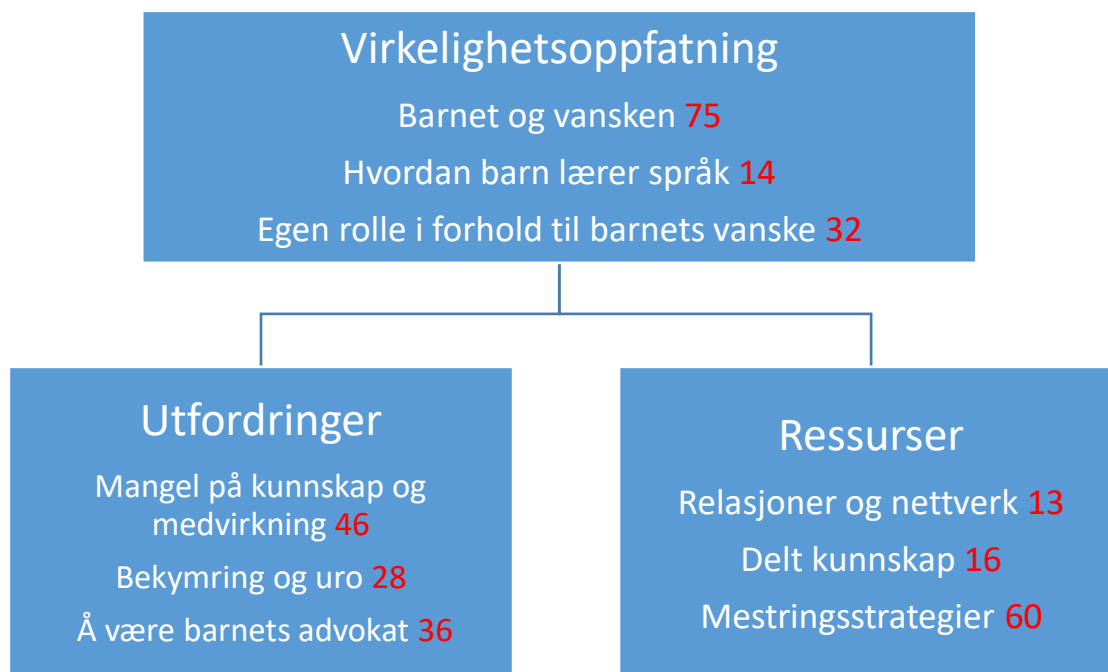 Virkelighetsoppfatning
Barnet og vansken 75
Hvordan barn lærer språk 14
Egen rolle i forhold til barnets vanske 32
Utfordringer
Mangel på kunnskap og
medvirkning 46
Bekymring og uro 28
Å være barnets advokat 36
Ressurser
Relasjoner og nettverk 13
Delt kunnskap 16
Mestringsstrategier 60